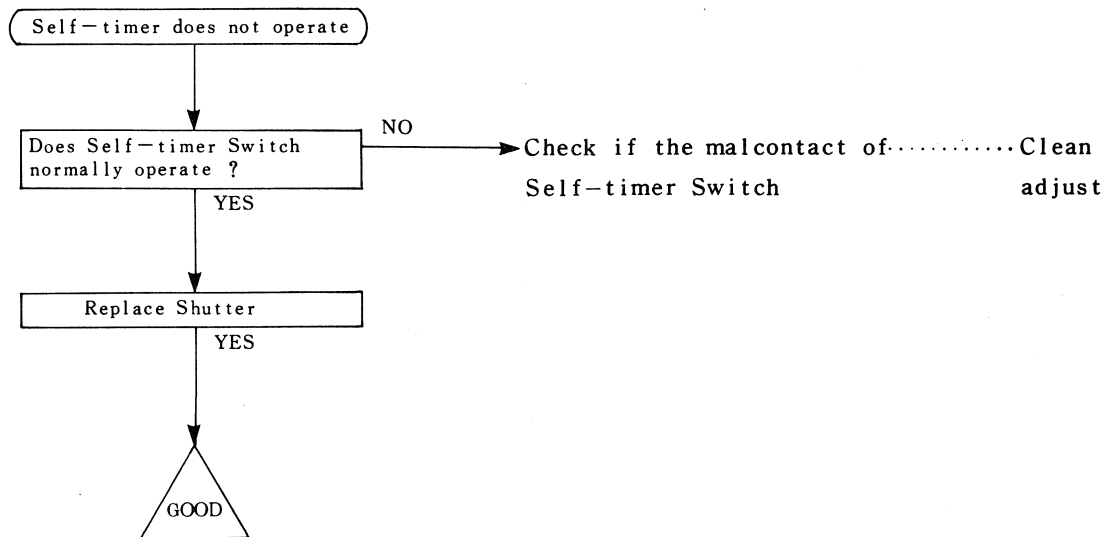 Self-timer does not operate
Does Self-timer Switch
normally operate ?
NO
Check if the malcontact of············Clean
Self-timer Switch adjust
YES
Replace Shutter
YES
GOOD